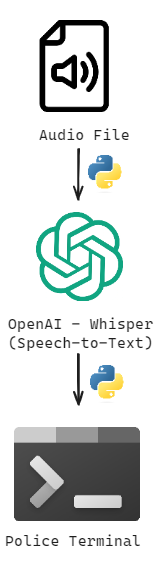 Audio File
OpenAI - Whisper
(Speech-to-Text)
Police Terminal